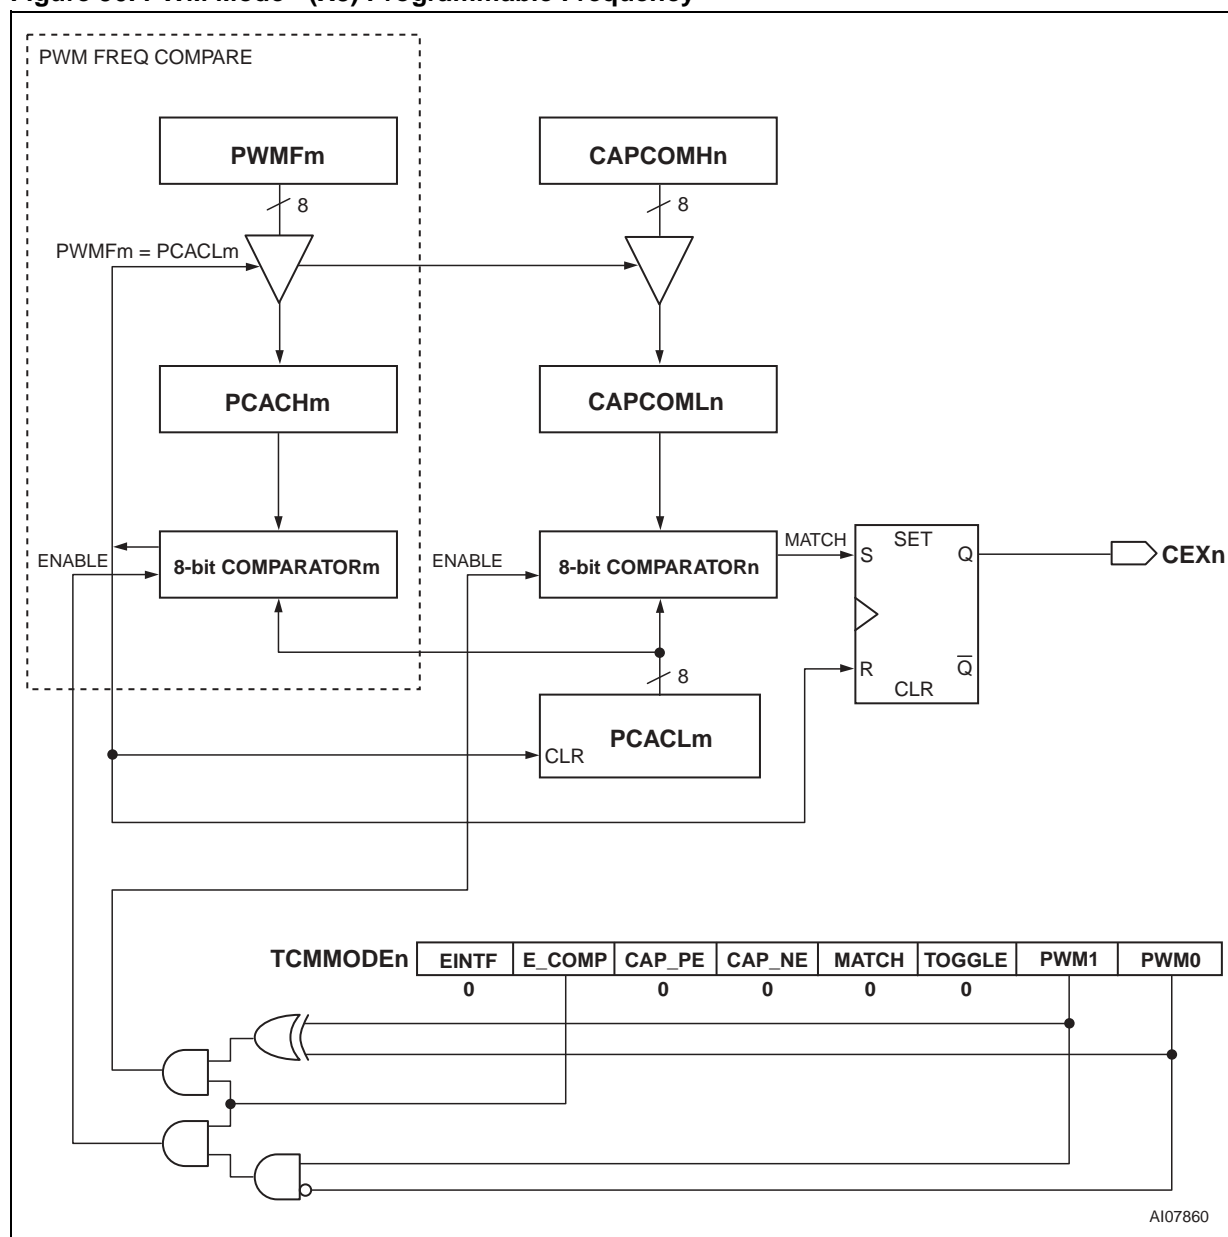 PWM FREQ COMPARE
PWMFm
CAPCOMHn
8
8
PWMFm = PCACLm
PCACHm
CAPCOMLn
ENABLE
8-bit COMPARATORm
ENABLE
8-bit COMPARATORn
MATCH
SET
S
Q
CEXn
R
Q
CLR
8
PCACLm
CLR
TCMMODEn
EINTF E_COMP CAP_PE CAP_NE MATCH TOGGLE PWM1 PWM0
0 0 0 0 0
AI07860